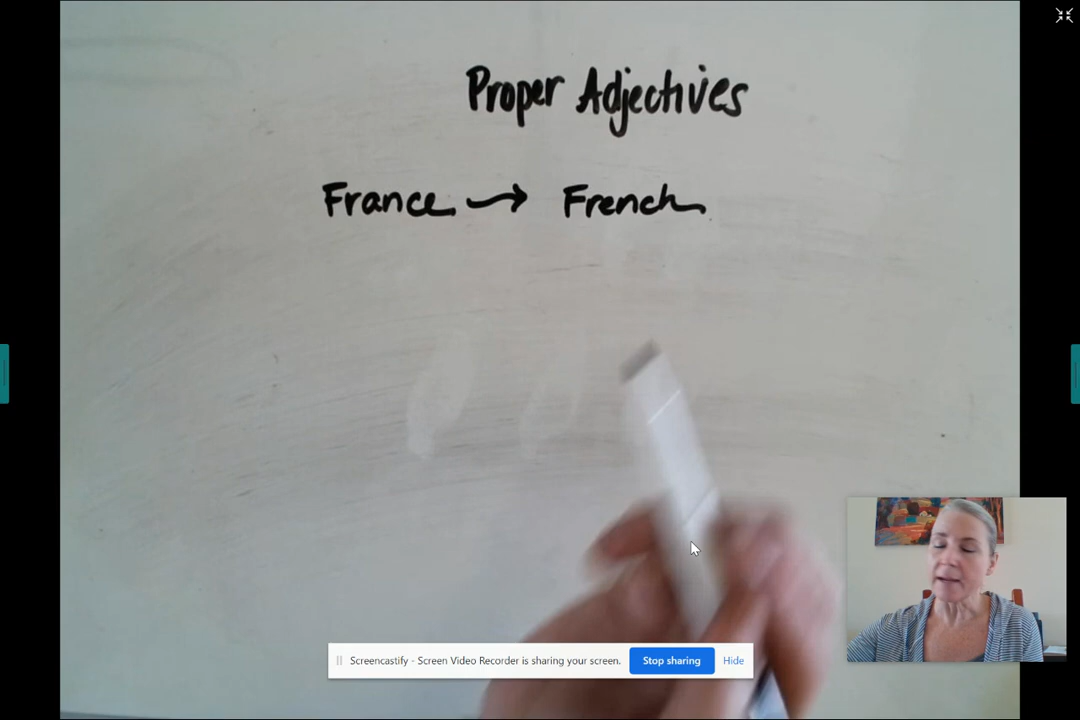 Proper Adjectives
France → French
Screencastify - Screen Video Recorder is sharing your screen. Stop sharing Hide